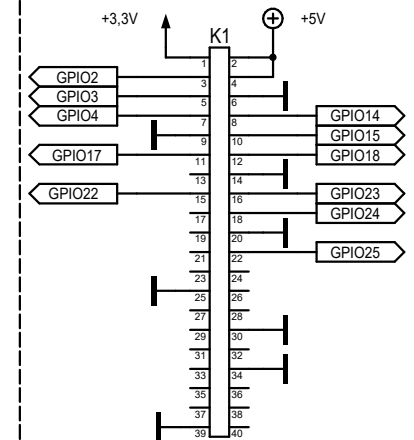 +3,3V +5V
K1
1 2
GPIO2 3 4
GPIO3 5 6
GPIO4 7 8 GPIO14
9 10 GPIO15
GPIO17 11 12 GPIO18
13 14
GPIO22 15 16 GPIO23
17 18 GPIO24
19 20
21 22 GPIO25
23 24
25 26
27 28
29 30
31 32
33 34
35 36
37 38
39 40